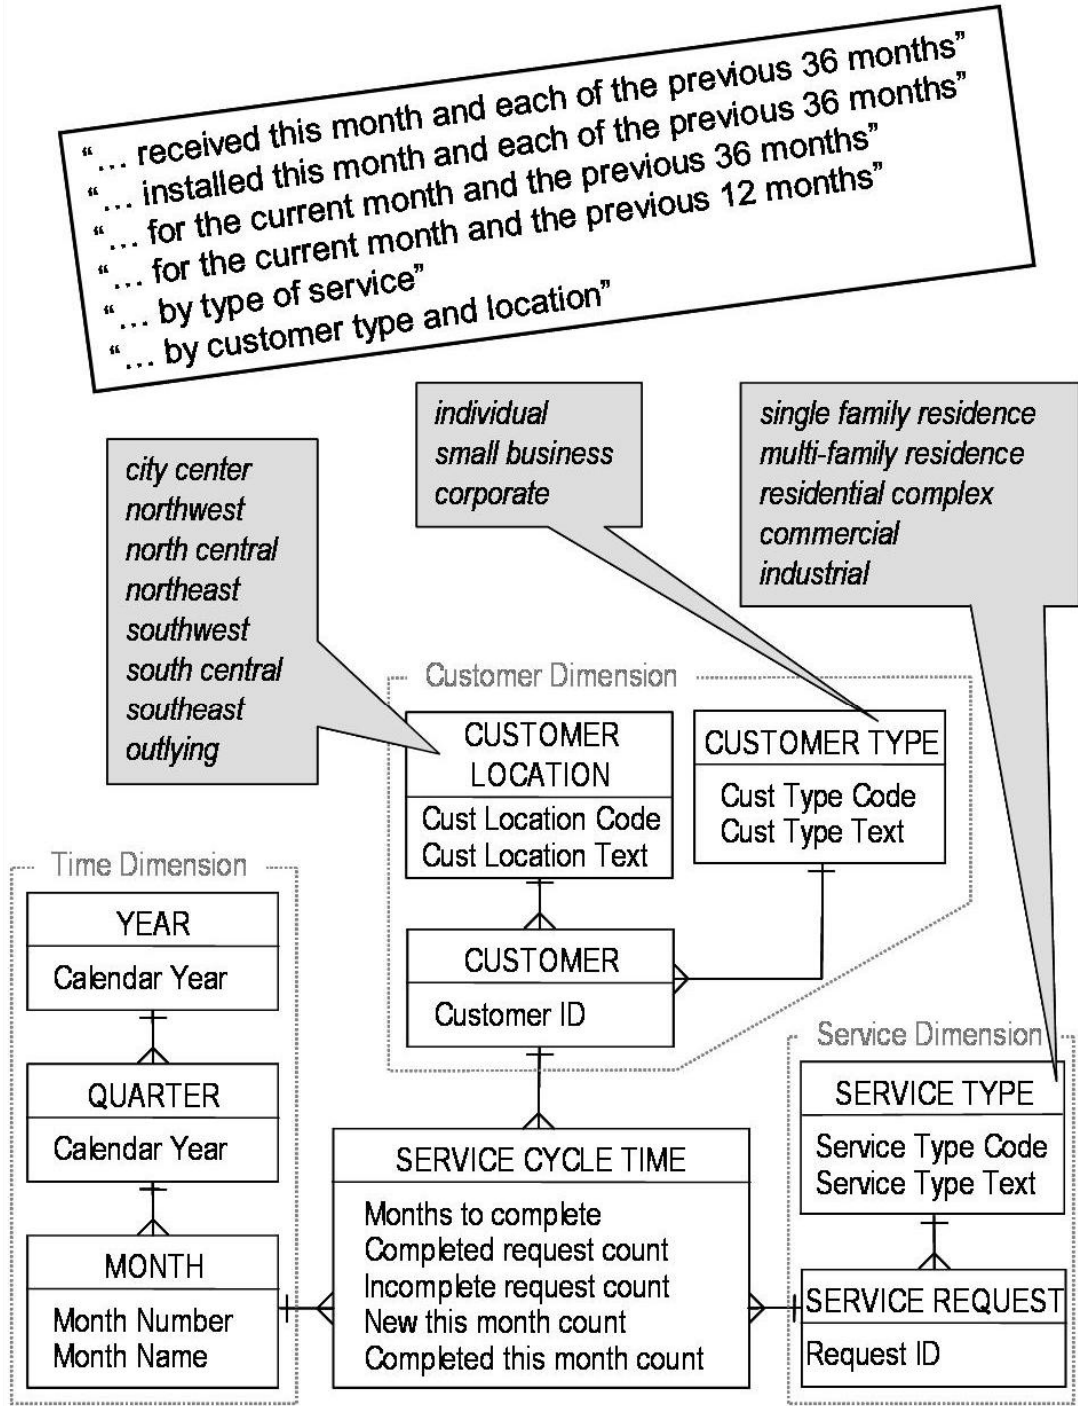 “... received this month and each of the previous 36 months”
“... installed this month and each of the previous 36 months”
“... for the current month and the previous 36 months”
“... for the current month and the previous 12 months”
“... by type of service”
“... by customer type and location”
individual
small business
corporate
single family residence
multi-family residence
residential complex
commercial
industrial
city center
northwest
north central
northeast
southwest
south central
southeast
outlying
Customer Dimension
CUSTOMER
LOCATION
Cust Location Code
Cust Location Text
CUSTOMER TYPE
Cust Type Code
Cust Type Text
CUSTOMER
Customer ID
Time Dimension
YEAR
Calendar Year
QUARTER
Calendar Year
MONTH
Month Number
Month Name
SERVICE CYCLE TIME
Months to complete
Completed request count
Incomplete request count
New this month count
Completed this month count
Service Dimension
SERVICE TYPE
Service Type Code
Service Type Text
SERVICE REQUEST
Request ID